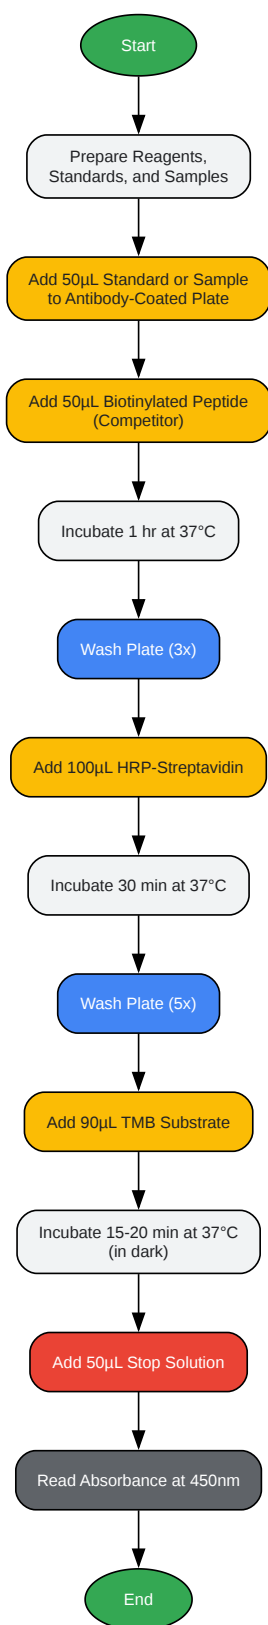 Start
Prepare Reagents,
Standards, and Samples
Add 50µL Standard or Sample
to Antibody-Coated Plate
Add 50µL Biotinylated Peptide
(Competitor)
Incubate 1 hr at 37°C
Wash Plate (3x)
Add 100µL HRP-Streptavidin
Incubate 30 min at 37°C
Wash Plate (5x)
Add 90µL TMB Substrate
Incubate 15-20 min at 37°C
(in dark)
Add 50µL Stop Solution
Read Absorbance at 450nm
End